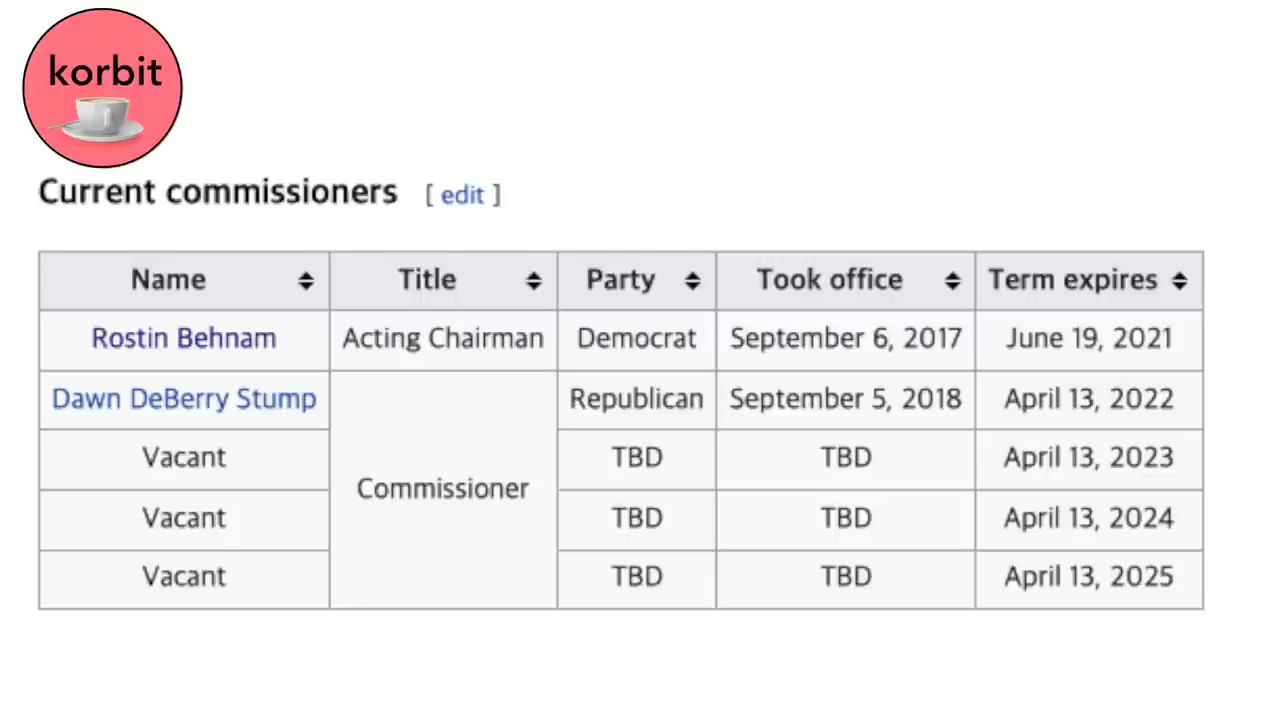 korbit
Current commissioners [ edit ]
Name Title Party Took office Term expires
Rostin Behnam Acting Chairman Democrat September 6, 2017 June 19, 2021
Dawn DeBerry Stump Commissioner Republican September 5, 2018 April 13, 2022
Vacant TBD TBD April 13, 2023
Vacant TBD TBD April 13, 2024
Vacant TBD TBD April 13, 2025